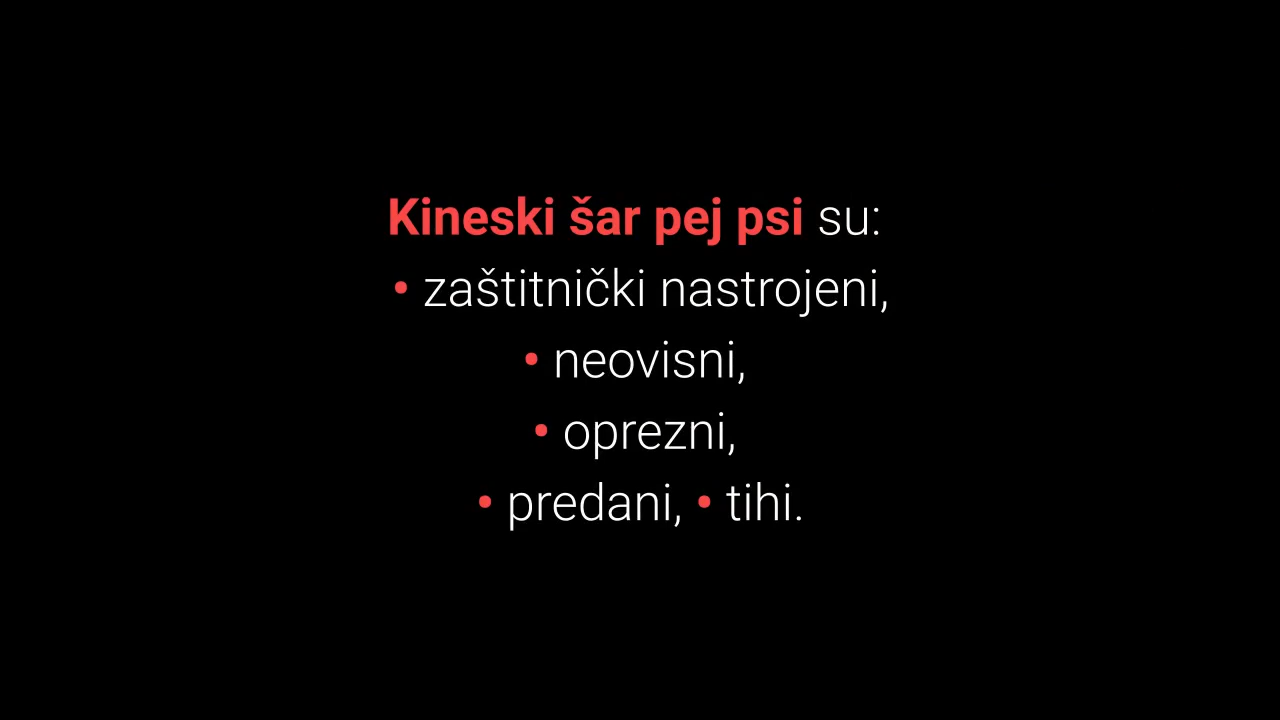 Kineski šar pej psi su:
• zaštitnički nastrojeni,
• neovisni,
• oprezni,
• predani, • tihi.